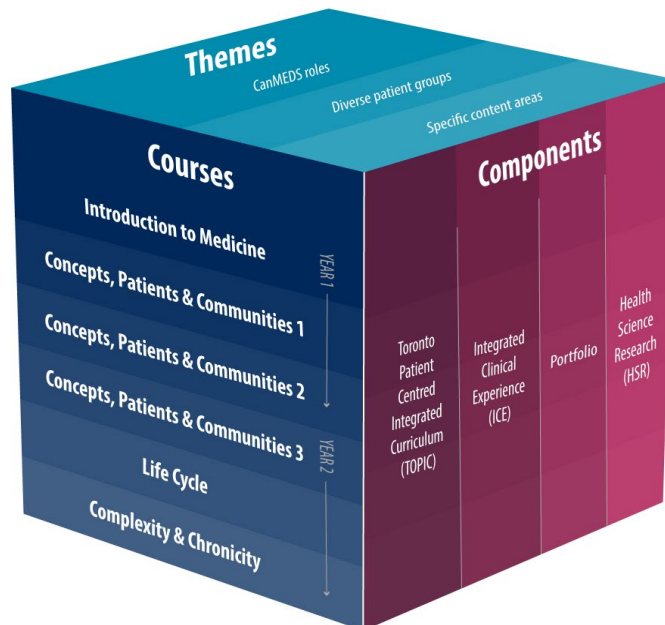 Themes
CanMEDS roles
Diverse patient groups
Specific content areas
Courses
Introduction to Medicine
Concepts, Patients & Communities 1
Concepts, Patients & Communities 2
Concepts, Patients & Communities 3
Life Cycle
Complexity & Chronicity
YEAR 1
YEAR 2
Components
Toronto
Patient
Centred
Integrated
Curriculum
(TOPIC)
Integrated
Clinical
Experience
(ICE)
Portfolio
Health
Science
Research
(HSR)